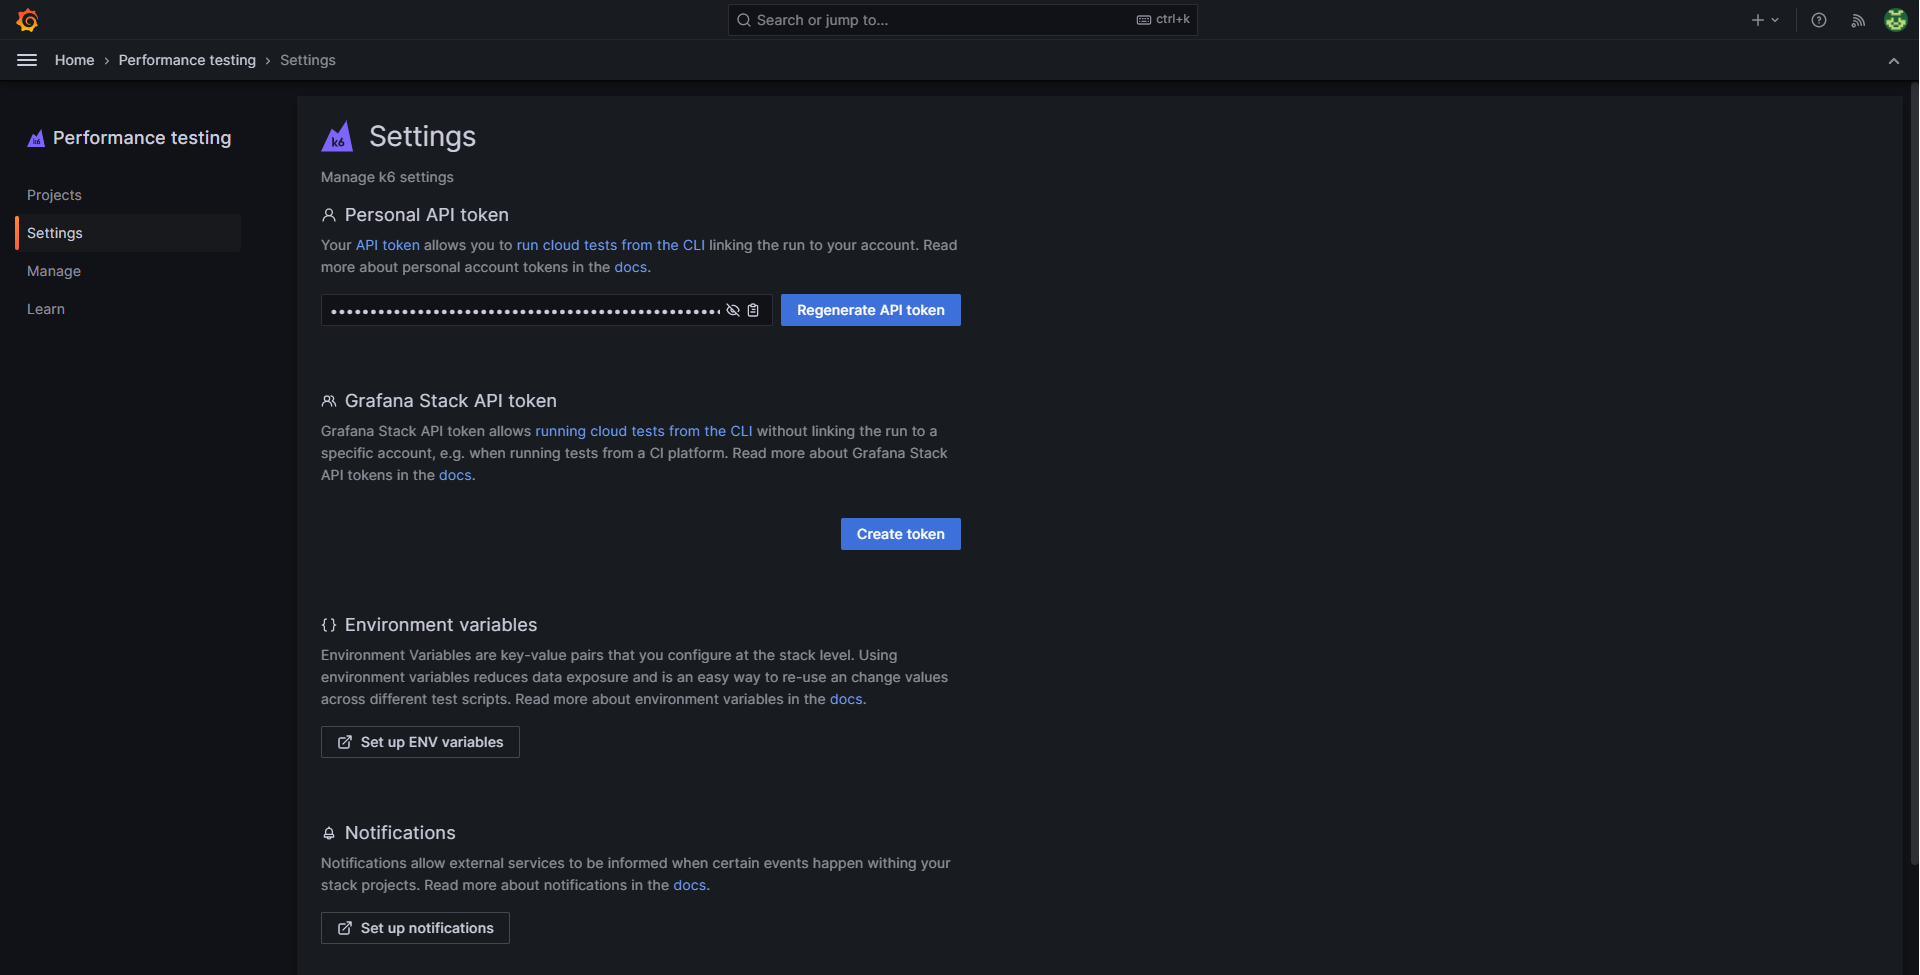 Search or jump to...
ctrl+k
Home › Performance testing › Settings
Performance testing
Projects
Settings
Manage
Learn
k6
Settings
Manage k6 settings
Personal API token
Your API token allows you to run cloud tests from the CLI linking the run to your account. Read
more about personal account tokens in the docs.
Regenerate API token
Grafana Stack API token
Grafana Stack API token allows running cloud tests from the CLI without linking the run to a
specific account, e.g. when running tests from a CI platform. Read more about Grafana Stack
API tokens in the docs.
Create token
Environment variables
Environment Variables are key-value pairs that you configure at the stack level. Using
environment variables reduces data exposure and is an easy way to re-use an change values
across different test scripts. Read more about environment variables in the docs.
Set up ENV variables
Notifications
Notifications allow external services to be informed when certain events happen withing your
stack projects. Read more about notifications in the docs.
Set up notifications